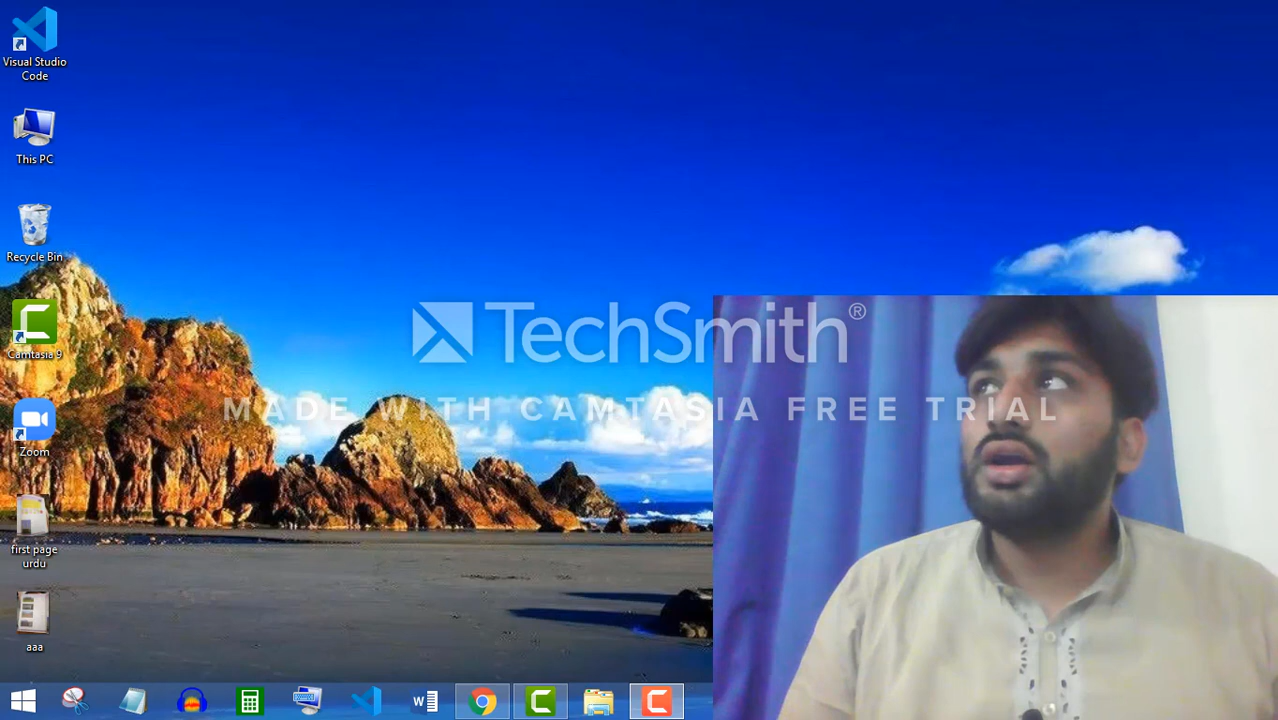 Visual Studio
Code
This PC
Recycle Bin
Camtasia 9
Zoom
first page
urdu
aaa
TechSmith®
MADE WITH CAMTASIA FREE TRIAL